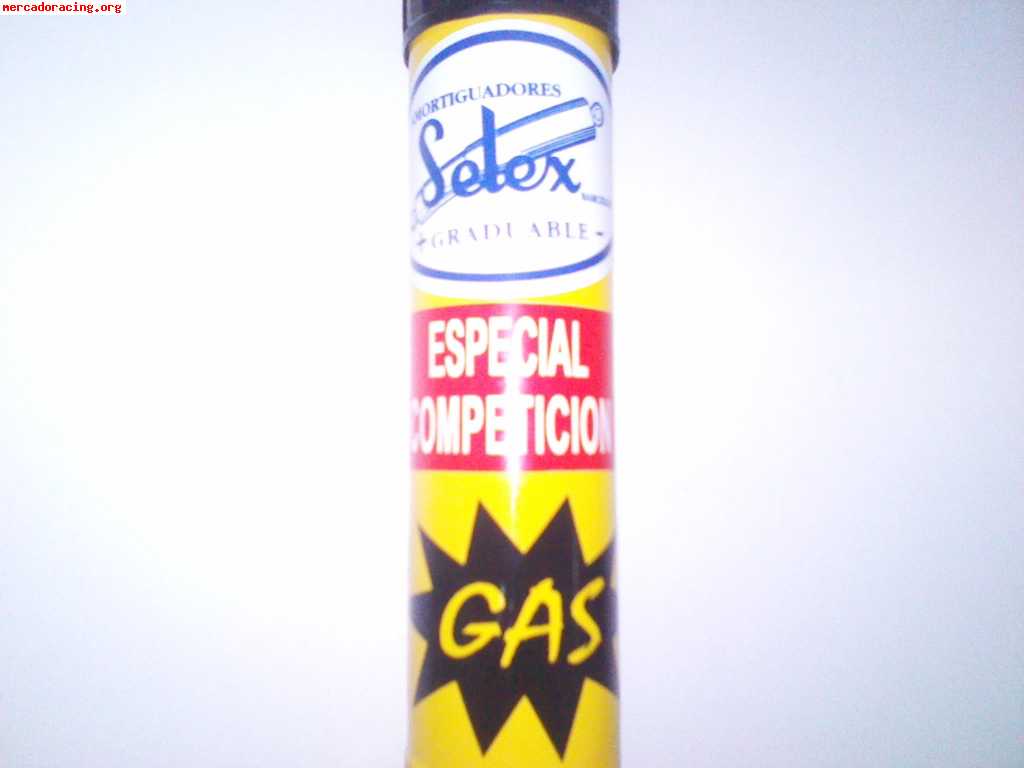 mercadoracing.org
AMORTIGUADORES
Setex
+ GRADUABLE -
ESPECIAL
COMPETICION
GAS